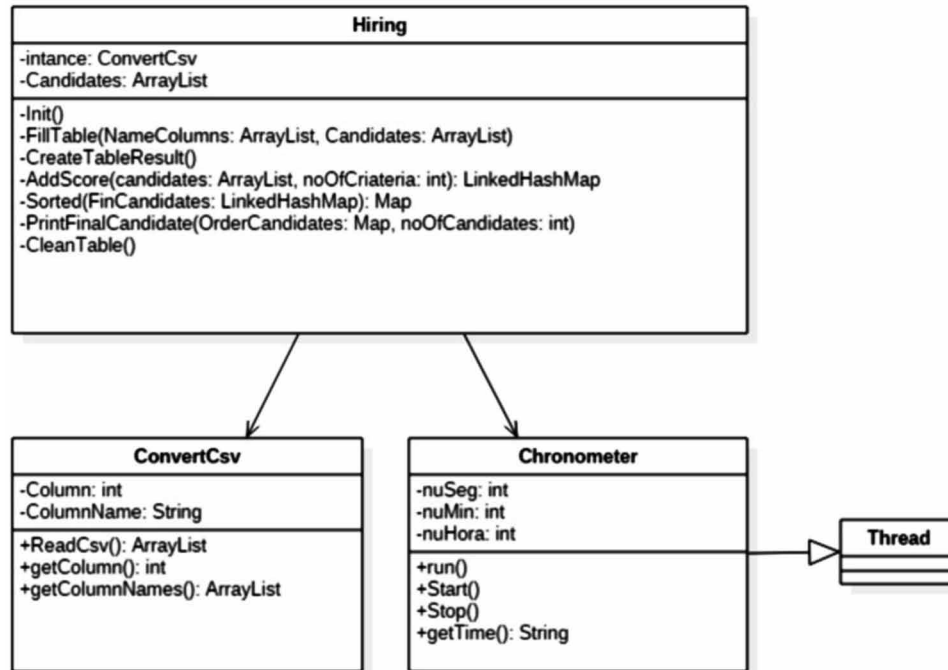 Hiring
-intance: ConvertCsv
-Candidates: ArrayList
-Init()
-FillTable(NameColumns: ArrayList, Candidates: ArrayList)
-CreateTableResult()
-AddScore(candidates: ArrayList, noOfCriateria: int): LinkedHashMap
-Sorted(FinCandidates: LinkedHashMap): Map
-PrintFinalCandidate(OrderCandidates: Map, noOfCandidates: int)
-CleanTable()
ConvertCsv
-Column: int
-ColumnName: String
+ReadCsv(): ArrayList
+getColumn(): int
+getColumnNames(): ArrayList
Chronometer
-nuSeg: int
-nuMin: int
-nuHora: int
+run()
+Start()
+Stop()
+getTime(): String
Thread